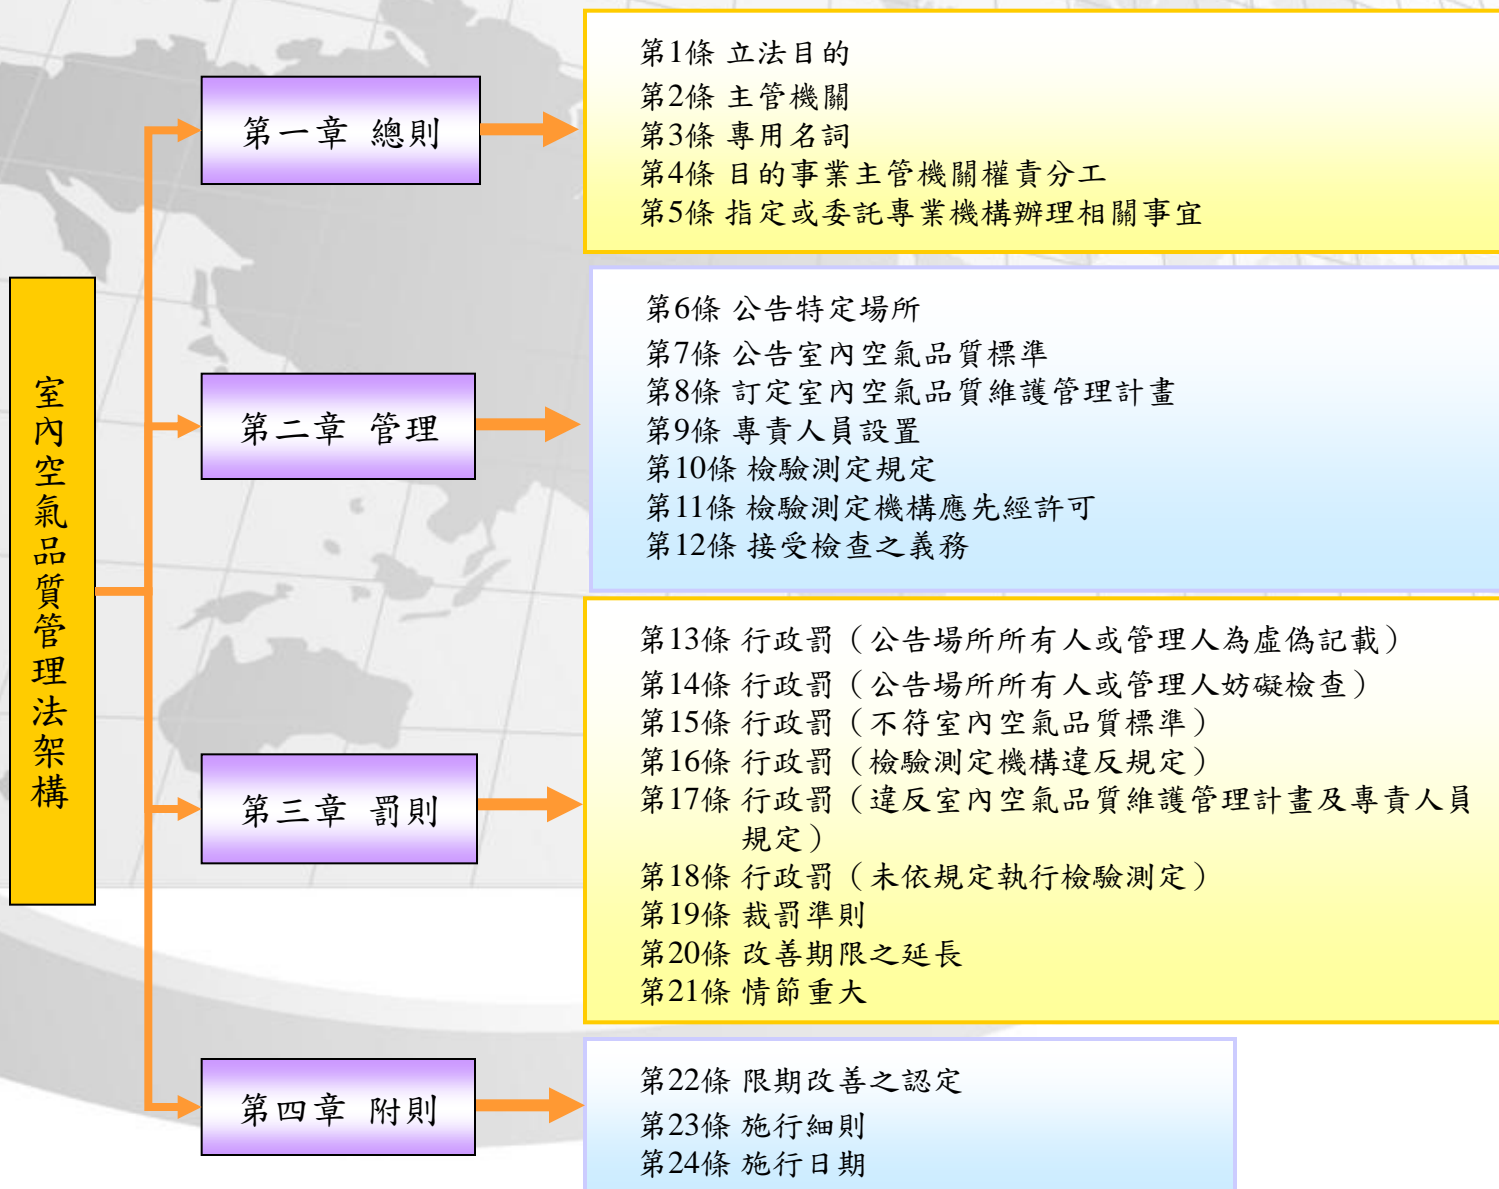 室內空氣品質管理法架構
第一章 總則
第1條 立法目的
第2條 主管機關
第3條 專用名詞
第4條 目的事業主管機關權責分工
第5條 指定或委託專業機構辦理相關事宜
第二章 管理
第6條 公告特定場所
第7條 公告室內空氣品質標準
第8條 訂定室內空氣品質維護管理計畫
第9條 專責人員設置
第10條 檢驗測定規定
第11條 檢驗測定機構應先經許可
第12條 接受檢查之義務
第三章 罰則
第13條 行政罰（公告場所所有人或管理人為虛偽記載）
第14條 行政罰（公告場所所有人或管理人妨礙檢查）
第15條 行政罰（不符室內空氣品質標準）
第16條 行政罰（檢驗測定機構違反規定）
第17條 行政罰（違反室內空氣品質維護管理計畫及專責人員
規定）
第18條 行政罰（未依規定執行檢驗測定）
第19條 裁罰準則
第20條 改善期限之延長
第21條 情節重大
第四章 附則
第22條 限期改善之認定
第23條 施行細則
第24條 施行日期